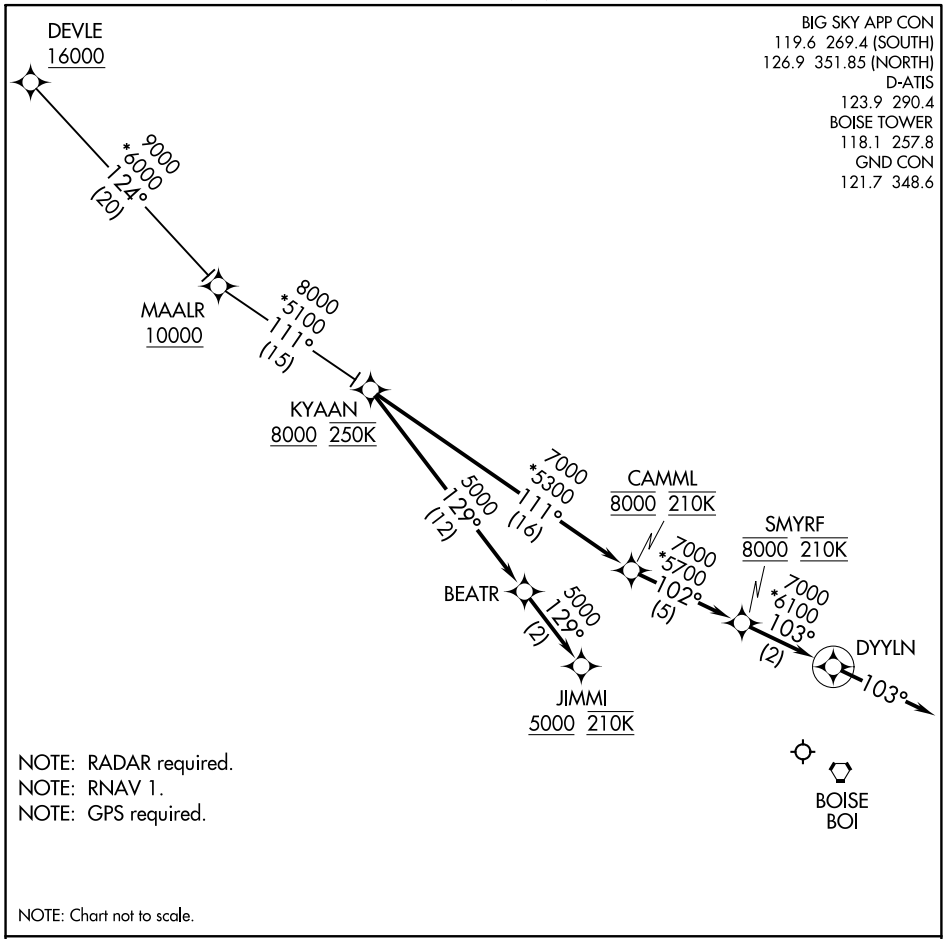 DEVLE
16000
BIG SKY APP CON
119.6 269.4 (SOUTH)
126.9 351.85 (NORTH)
D-ATIS
123.9 290.4
BOISE TOWER
118.1 257.8
GND CON
121.7 348.6
9000
*6000
124°
(20)
MAALR
10000
8000
*5100
111°
(15)
KYAAN
8000 250K
7000
*5300
111°
(16)
5000
129°
(12)
CAMML
8000 210K
SMYRF
8000 210K
7000
*5700
102°
(5)
7000
*6100
103°
(2)
BEATR
5000
129°
(2)
DYYLN
103°
JIMMI
5000 210K
BOISE
BOI
NOTE: RADAR required.
NOTE: RNAV 1.
NOTE: GPS required.
NOTE: Chart not to scale.